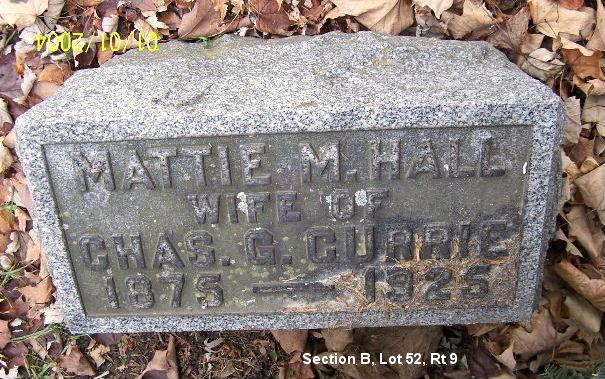 01/01/2004
MATTIE M. HALL
WIFE OF
CHAS. G. CURRIE
1875 — 1925
Section B, Lot 52, Rt 9